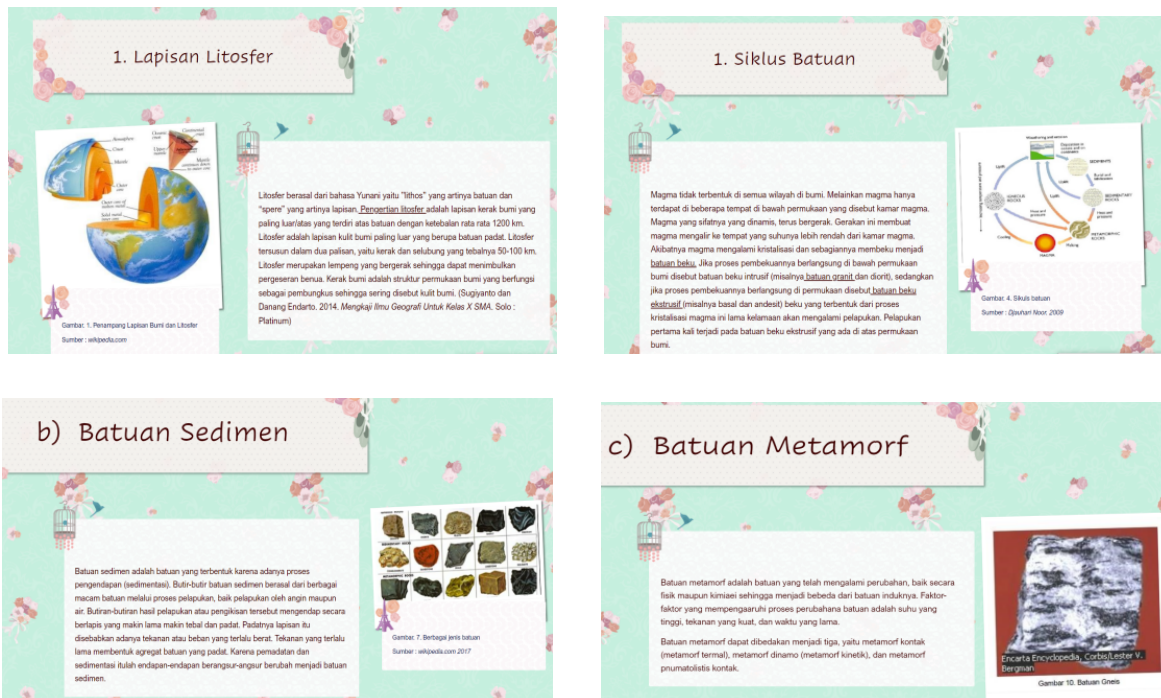 1. Lapisan Litosfer
Litosfer berasal dari bahasa Yunani yaitu "lithos" yang artinya batuan dan
"spere" yang artinya lapisan. Pengertian litosfer adalah lapisan kerak bumi yang
paling luar/atas yang terdiri atas batuan dengan ketebalan rata rata 1200 km.
Litosfer adalah lapisan kulit bumi paling luar yang berupa batuan padat. Litosfer
tersusun dalam dua palisan, yaitu kerak dan selubung yang tebalnya 50-100 km.
Litosfer merupakan lempeng yang bergerak sehingga dapat menimbulkan
pergeseran benua. Kerak bumi adalah struktur permukaan bumi yang berfungsi
sebagai pembungkus sehingga sering disebut kulit bumi. (Sugiyanto dan
Danang Endarto. 2014. Mengkaji Ilmu Geografi Untuk Kelas X SMA. Solo :
Platinum)
Gambar. 1. Penampang Lapisan Bumi dan Litosfer
Sumber : wikipedia.com
1. Siklus Batuan
Magma tidak terbentuk di semua wilayah di bumi. Melainkan magma hanya
terdapat di beberapa tempat di bawah permukaan yang disebut kamar magma.
Magma yang sifatnya yang dinamis, terus bergerak. Gerakan ini membuat
magma mengalir ke tempat yang suhunya lebih rendah dari kamar magma.
Akibatnya magma mengalami kristalisasi dan sebagiannya membeku menjadi
batuan beku. Jika proses pembekuannya berlangsung di bawah permukaan
bumi disebut batuan beku intrusif (misalnya batuan granit dan diorit), sedangkan
jika proses pembekuannya berlangsung di permukaan disebut batuan beku
ekstrusif (misalnya basal dan andesit) beku yang terbentuk dari proses
kristalisasi magma ini lama kelamaan akan mengalami pelapukan. Pelapukan
pertama kali terjadi pada batuan beku ekstrusif yang ada di atas permukaan
bumi.
SEDIMENTS
SEDIMENTARY
ROCKS
IGNEOUS
ROCKS
METAMORPHIC
ROCKS
MAGMA
Gambar. 4. Sikuls batuan
Sumber : Djauhari Noor, 2009
b) Batuan Sedimen
Batuan sedimen adalah batuan yang terbentuk karena adanya proses
pengendapan (sedimentasi). Butir-butir batuan sedimen berasal dari berbagai
macam batuan melalui proses pelapukan, baik pelapukan oleh angin maupun
air. Butiran-butiran hasil pelapukan atau pengikisan tersebut mengendap secara
berlapis yang makin lama makin tebal dan padat. Padatnya lapisan itu
disebabkan adanya tekanan atau beban yang terlalu berat. Tekanan yang terlalu
lama membentuk agregat batuan yang padat. Karena pemadatan dan
sedimentasi itulah endapan-endapan berangsur-angsur berubah menjadi batuan
sedimen.
Gambar. 7. Berbagai jenis batuan
Sumber : wikipedia.com 2017
c) Batuan Metamorf
Batuan metamorf adalah batuan yang telah mengalami perubahan, baik secara
fisik maupun kimiaei sehingga menjadi bebeda dari batuan induknya. Faktor-
faktor yang mempengaaruhi proses perubahana batuan adalah suhu yang
tinggi, tekanan yang kuat, dan waktu yang lama.
Batuan metamorf dapat dibedakan menjadi tiga, yaitu metamorf kontak
(metamorf termal), metamorf dinamo (metamorf kinetik), dan metamorf
pnumatolistis kontak.
Encarta Encyclopedia, Corbis/Lester V.
Bergman
Gambar 10. Batuan Gneis